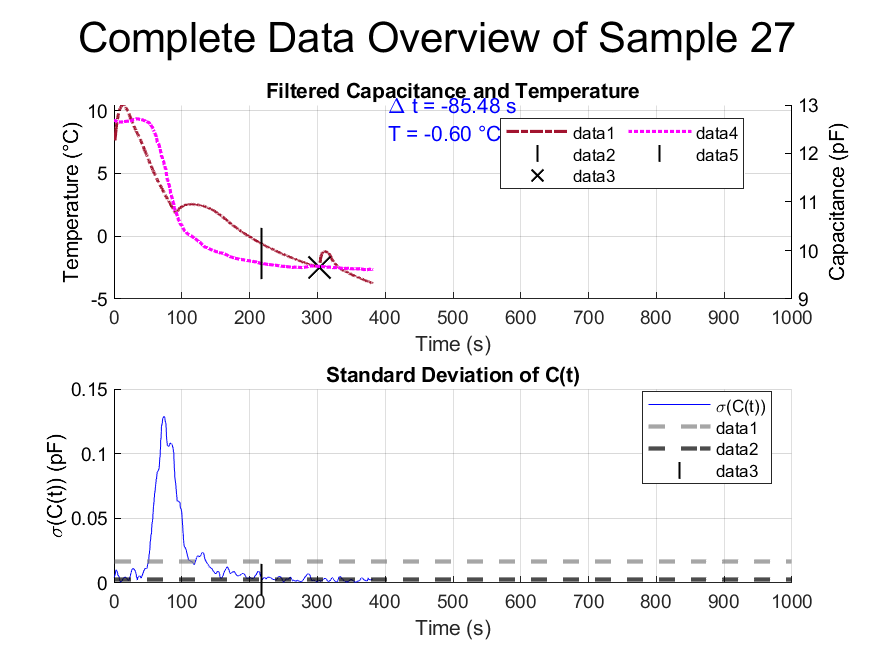 Complete Data Overview of Sample 27
Filtered Capacitance and Temperature
Δ t = -85.48 s
T = -0.60 °C
data1
data2
data3
data4
data5
Temperature (°C)
10
5
0
-5
Capacitance (pF)
13
12
11
10
9
0 100 200 300 400 500 600 700 800 900 1000
Time (s)
Standard Deviation of C(t)
σ(C(t))
data1
data2
data3
σ(C(t)) (pF)
0.15
0.1
0.05
0
0 100 200 300 400 500 600 700 800 900 1000
Time (s)